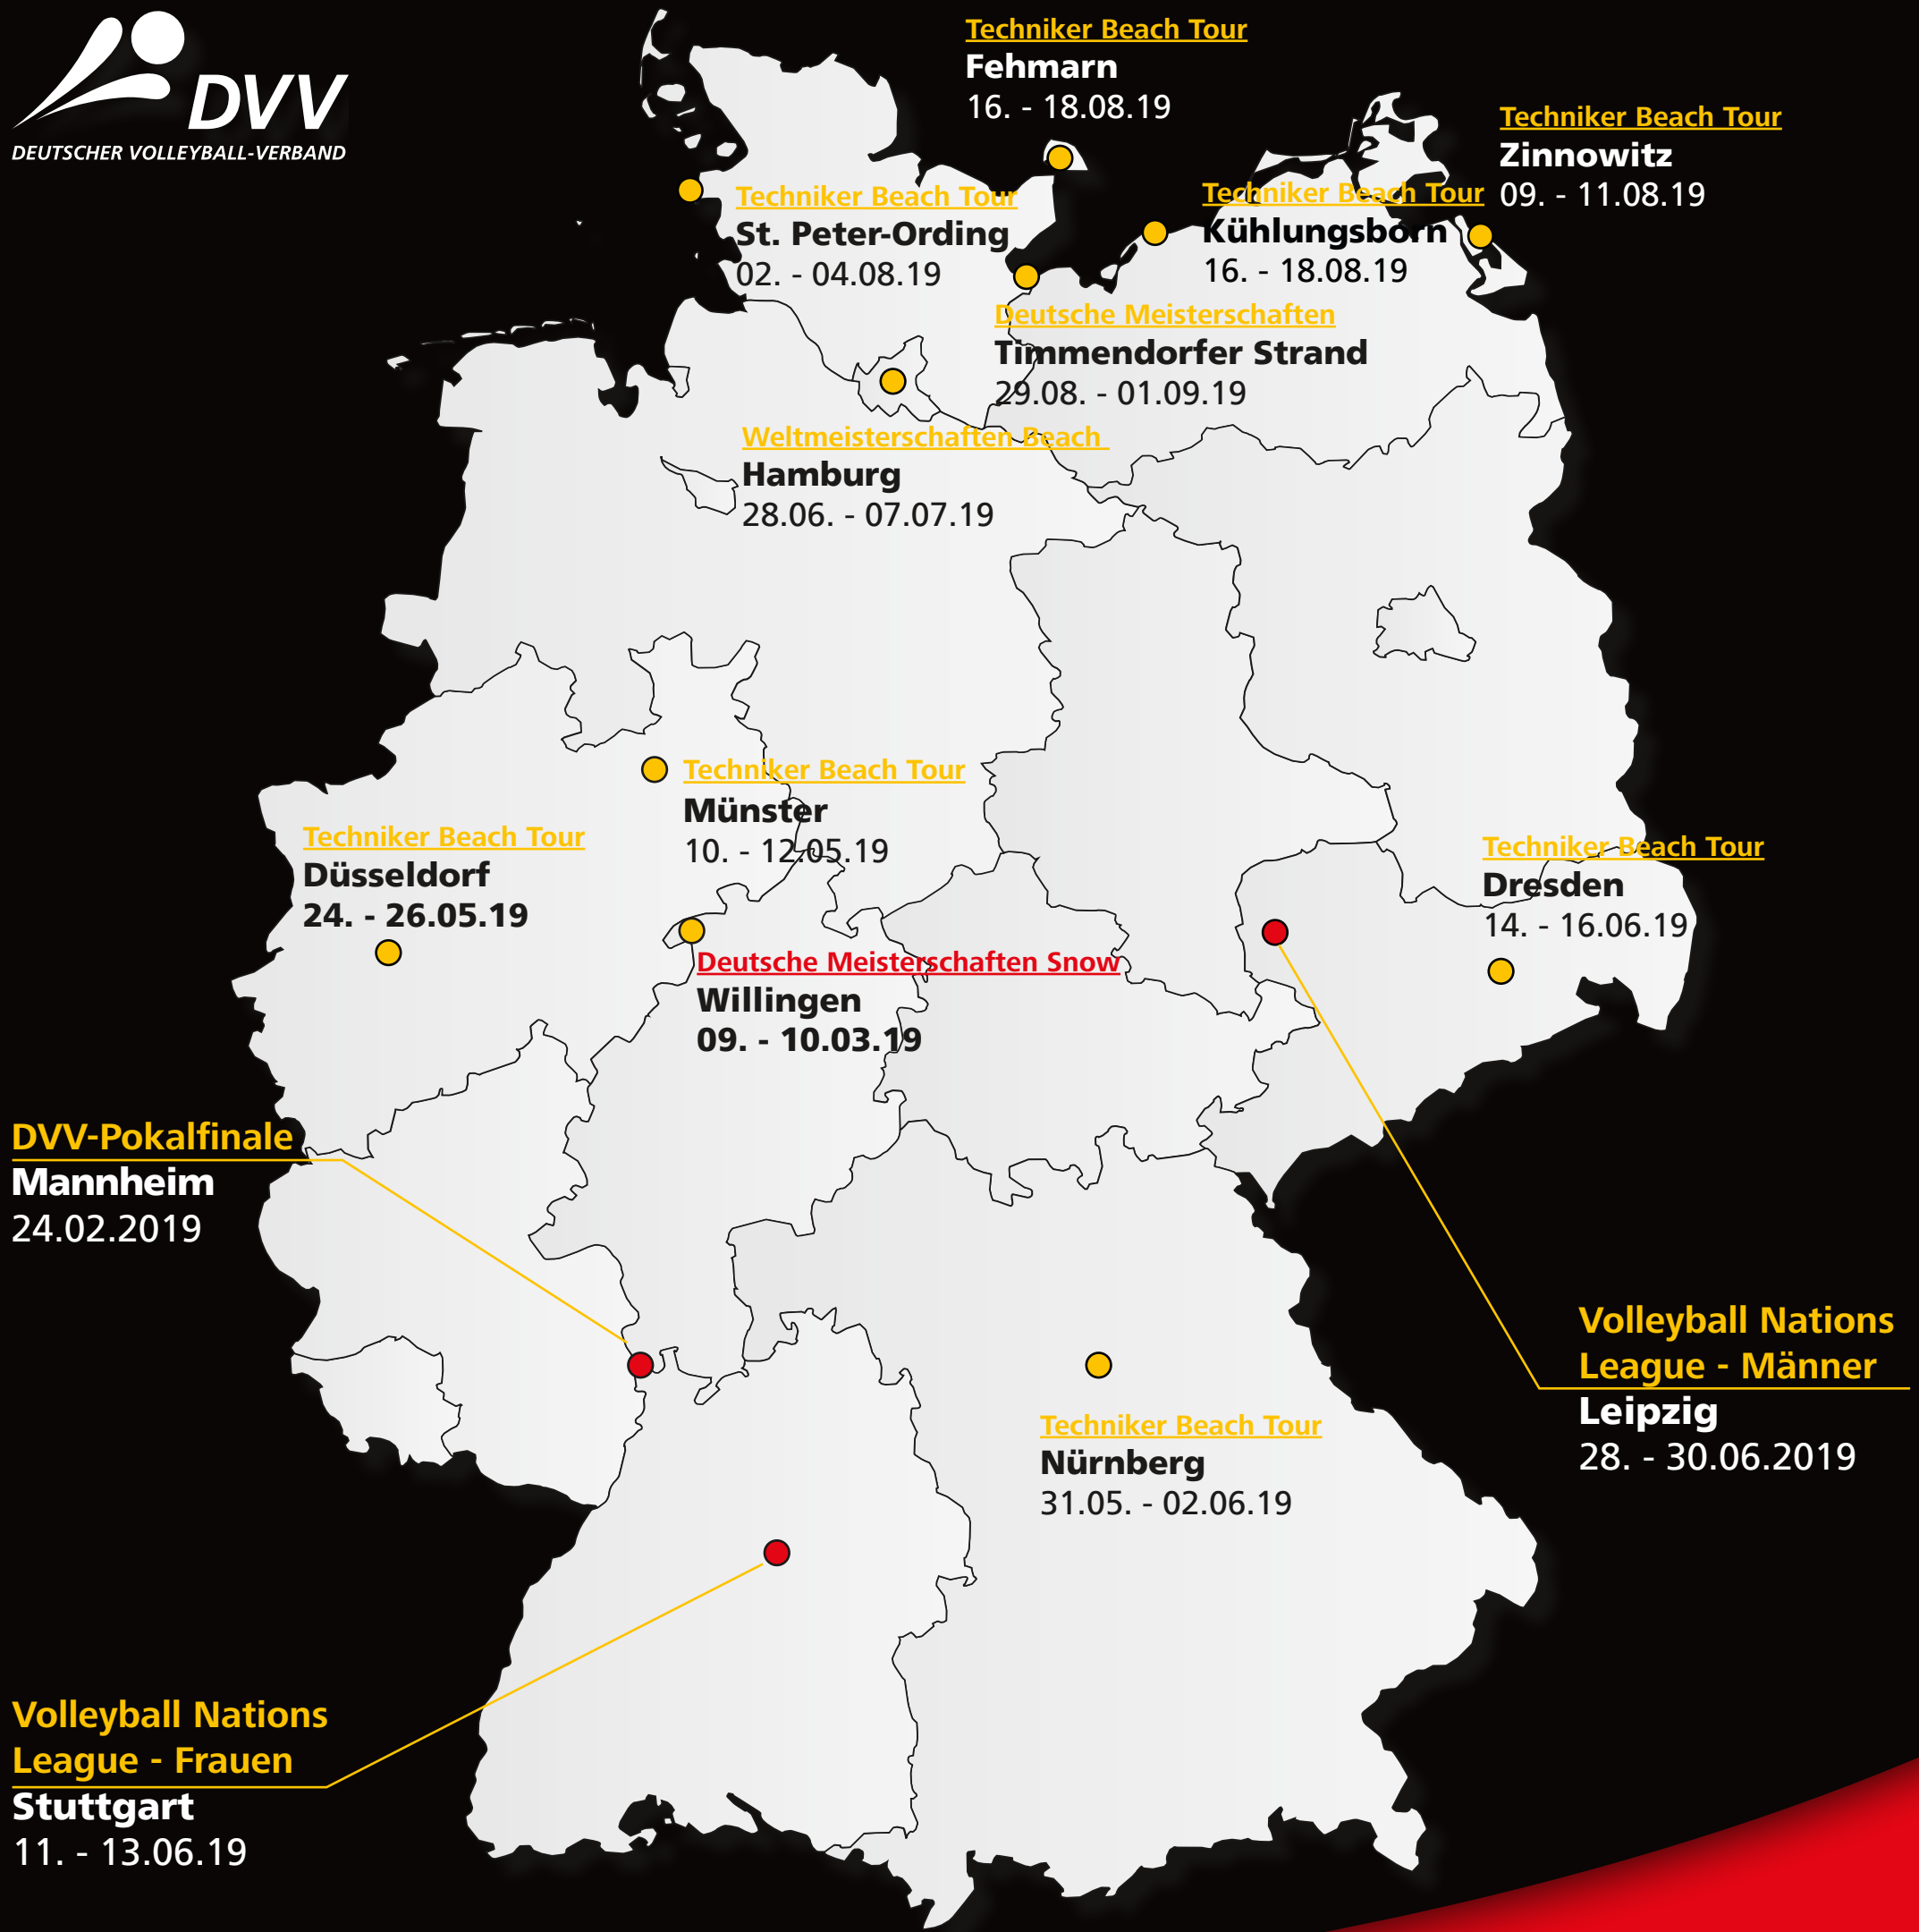 DVV
DEUTSCHER VOLLEYBALL-VERBAND
Techniker Beach Tour
Fehmarn
16. - 18.08.19
Techniker Beach Tour
Zinnowitz
09. - 11.08.19
Techniker Beach Tour
St. Peter-Ording
02. - 04.08.19
Techniker Beach Tour
Kühlungsborn
16. - 18.08.19
Deutsche Meisterschaften
Timmendorfer Strand
29.08. - 01.09.19
Weltmeisterschaften Beach
Hamburg
28.06. - 07.07.19
Techniker Beach Tour
Münster
10. - 12.05.19
Techniker Beach Tour
Düsseldorf
24. - 26.05.19
Techniker Beach Tour
Dresden
14. - 16.06.19
Deutsche Meisterschaften Snow
Willingen
09. - 10.03.19
DVV-Pokalfinale
Mannheim
24.02.2019
Volleyball Nations
League - Männer
Leipzig
28. - 30.06.2019
Techniker Beach Tour
Nürnberg
31.05. - 02.06.19
Volleyball Nations
League - Frauen
Stuttgart
11. - 13.06.19